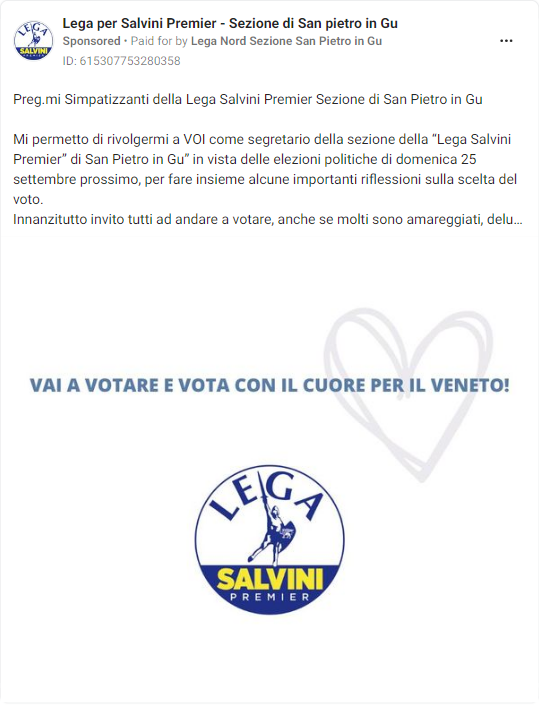 Lega per Salvini Premier - Sezione di San pietro in Gu
Sponsored • Paid for by Lega Nord Sezione San Pietro in Gu
ID: 615307753280358
Preg.mi Simpatizzanti della Lega Salvini Premier Sezione di San Pietro in Gu
Mi permetto di rivolgermi a VOI come segretario della sezione della “Lega Salvini
Premier” di San Pietro in Gu” in vista delle elezioni politiche di domenica 25
settembre prossimo, per fare insieme alcune importanti riflessioni sulla scelta del
voto.
Innanzitutto invito tutti ad andare a votare, anche se molti sono amareggiati, delu...
VAI A VOTARE E VOTA CON IL CUORE PER IL VENETO!
LEGA
SALVINI
PREMIER